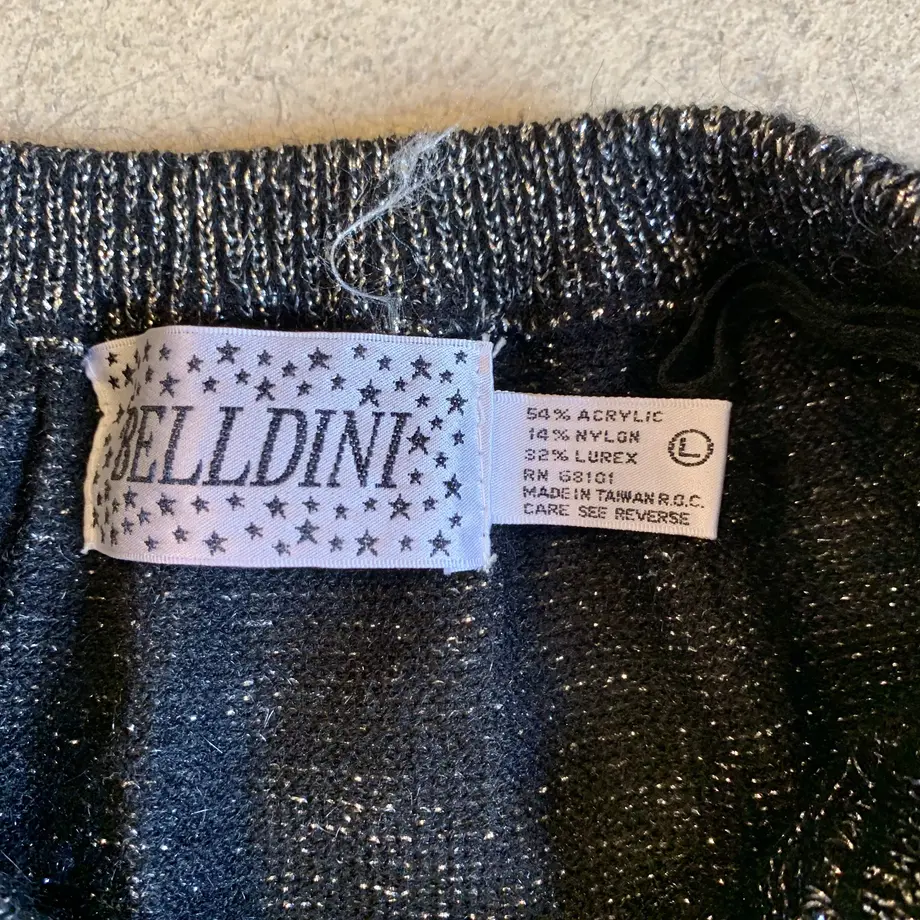 BELLDINI
54% ACRYLIC
14% NYLON
32% LUREX
RN 68101
MADE IN TAIWAN R.O.C.
CARE SEE REVERSE
L